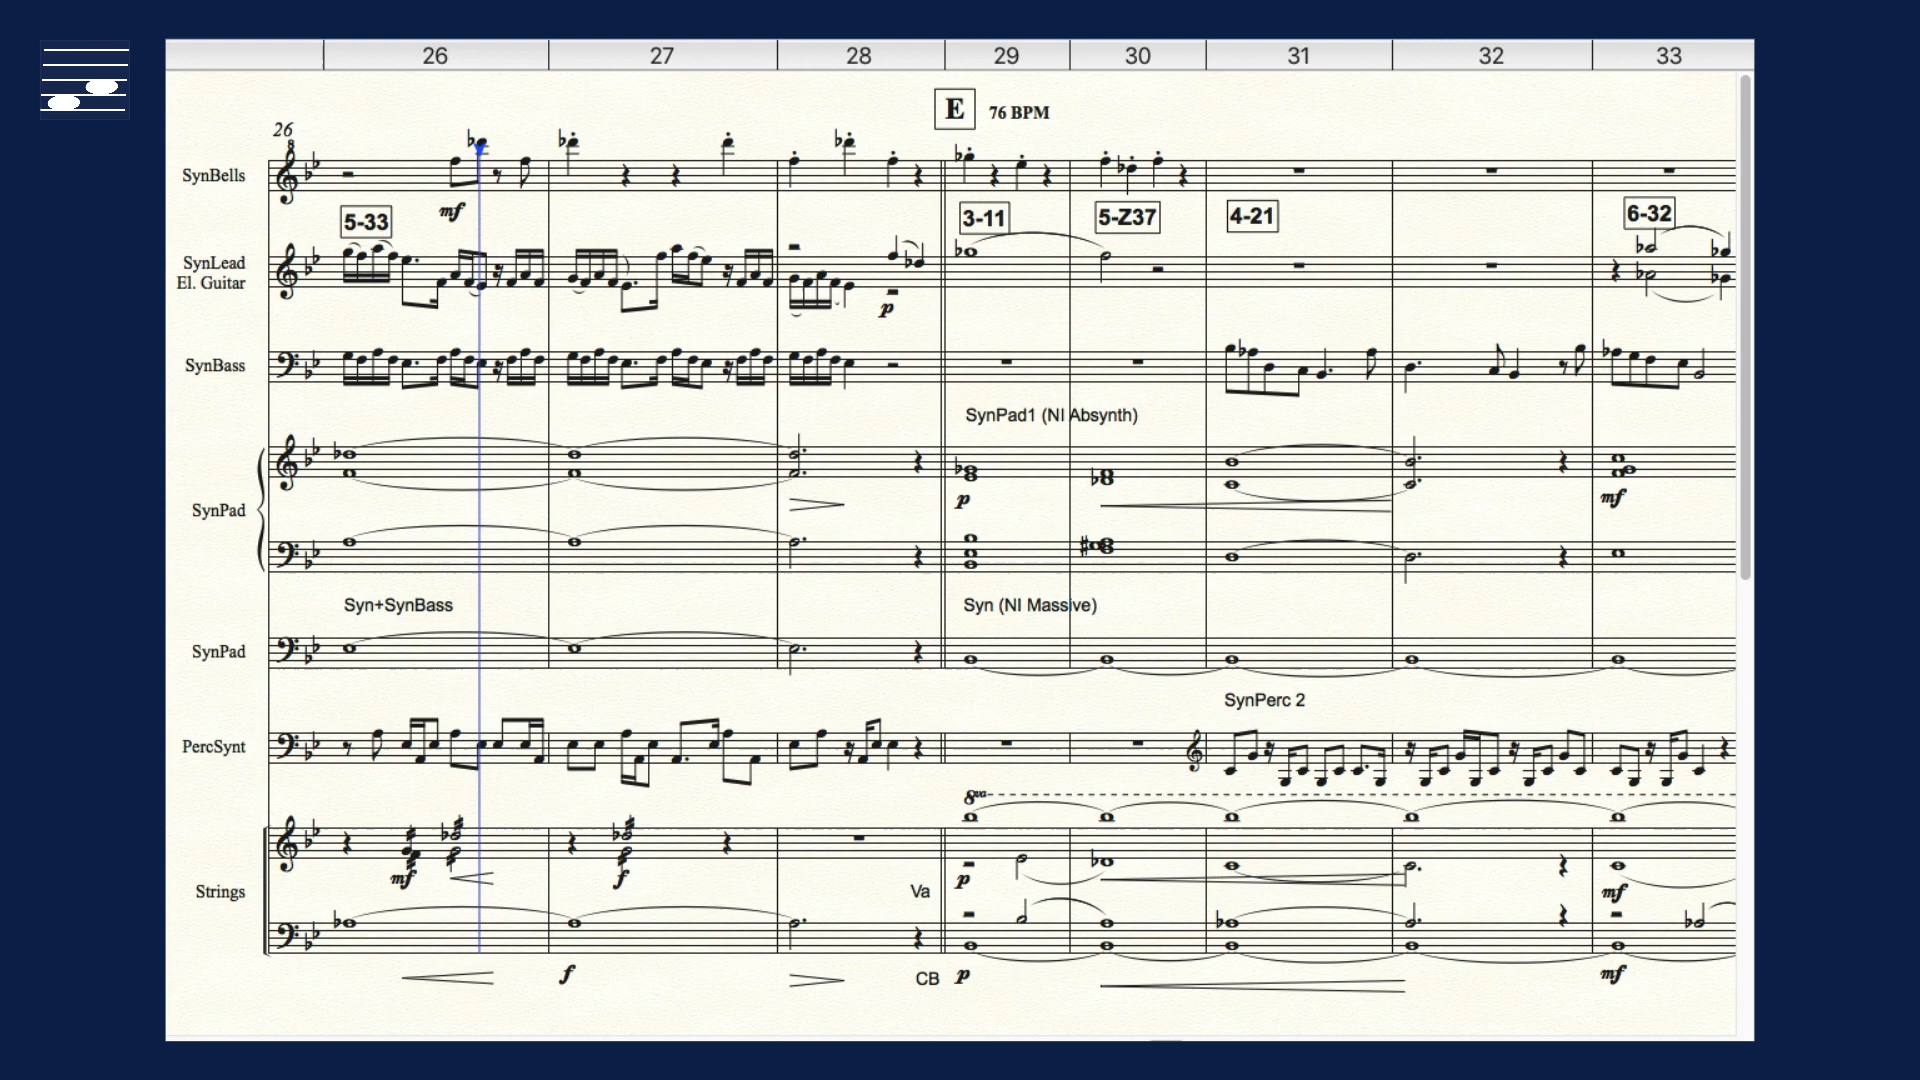 26 27 28 29 30 31 32 33
E 76 BPM
26
8
SynBells
mf
5-33 3-11 5-Z37 4-21 6-32
SynLead
El. Guitar
p
SynBass
SynPad1 (NI Absynth)
SynPad
p mf
Syn+SynBass Syn (NI Massive)
SynPad
SynPerc 2
PercSynt
8va
mf f p mf
Strings
Va
f CB p mf